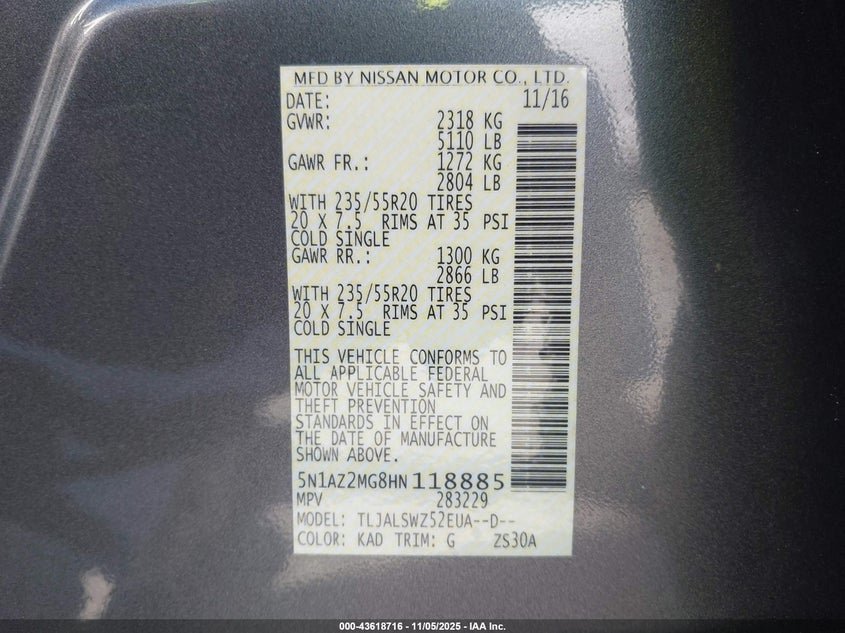 MFD BY NISSAN MOTOR CO., LTD.
DATE: 11/16
GVWR: 2318 KG
5110 LB
GAWR FR.: 1272 KG
2804 LB
WITH 235/55R20 TIRES
20 X 7.5 RIMS AT 35 PSI
COLD SINGLE
GAWR RR.: 1300 KG
2866 LB
WITH 235/55R20 TIRES
20 X 7.5 RIMS AT 35 PSI
COLD SINGLE
THIS VEHICLE CONFORMS TO
ALL APPLICABLE FEDERAL
MOTOR VEHICLE SAFETY AND
THEFT PREVENTION
STANDARDS IN EFFECT ON
THE DATE OF MANUFACTURE
SHOWN ABOVE.
5N1AZ2MG8HN118885
MPV 283229
MODEL: TLJALSWZ52EUA--D--
COLOR: KAD TRIM: G ZS30A
000-43618716 - 11/05/2025 - IAA Inc.